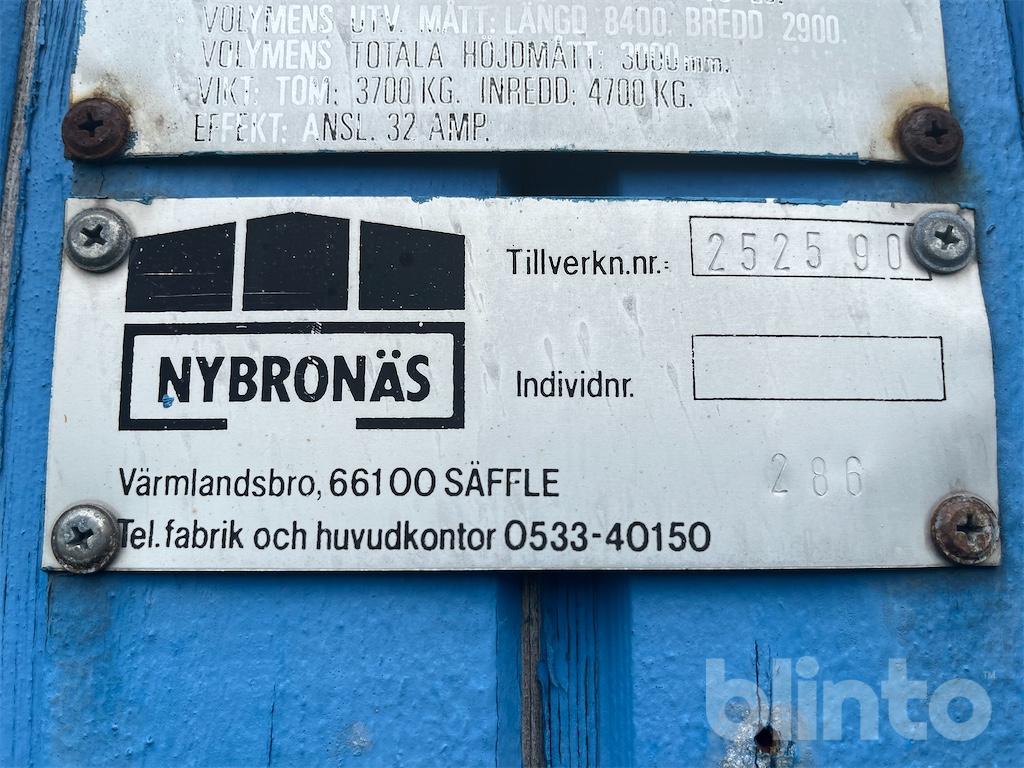 VOLYMENS UTV. MÅTT: LÄNGD 8400. BREDD 2900.
VOLYMENS TOTALA HÖJDMÅTT: 3000 mm.
VIKT: TOM: 3700 KG. INREDD: 4700 KG.
EFFEKT: ANSL. 32 AMP.
Tillverkn.nr.: 2525 90
NYBRONÄS
Individnr.
286
Värmlandsbro, 66100 SÄFFLE
Tel. fabrik och huvudkontor 0533-40150
blinto™